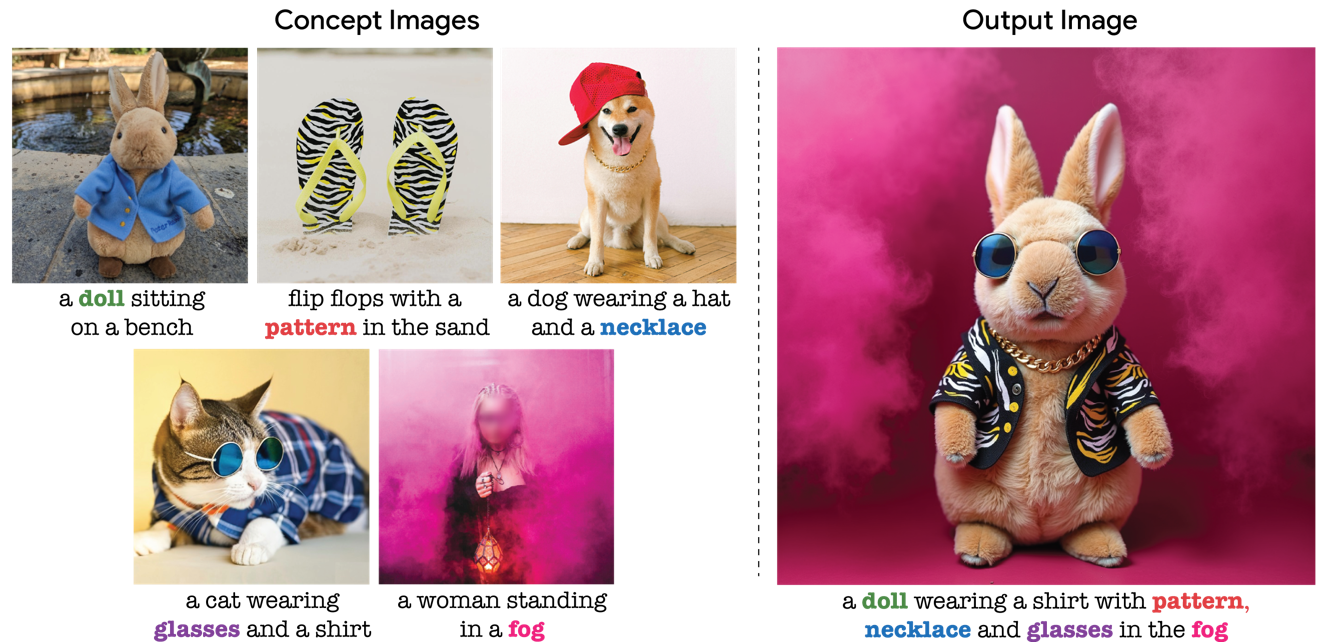 Concept Images
Output Image
a doll sitting
on a bench
flip flops with a
pattern in the sand
a dog wearing a hat
and a necklace
a cat wearing
glasses and a shirt
a woman standing
in a fog
a doll wearing a shirt with pattern,
necklace and glasses in the fog